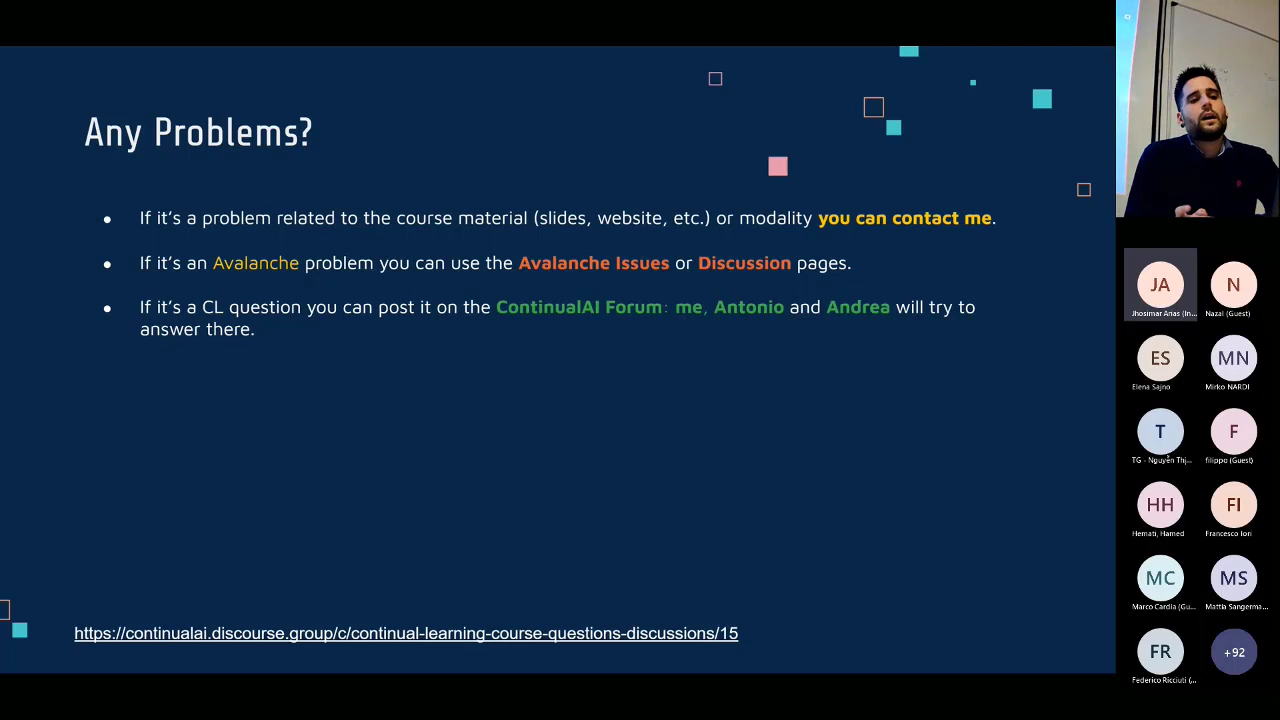 Any Problems?
● If it's a problem related to the course material (slides, website, etc.) or modality you can contact me.
● If it's an Avalanche problem you can use the Avalanche Issues or Discussion pages.
● If it's a CL question you can post it on the ContinualAI Forum: me, Antonio and Andrea will try to
answer there.
https://continualai.discourse.group/c/continual-learning-course-questions-discussions/15
JA
N
Jhosimar Arias (In...
Nazal (Guest)
ES
MN
Elena Sajno
Mirko NARDI
T
F
TG - Nguyễn Thị...
filippo (Guest)
HH
FI
Hemati, Hamed
Francesco Iori
MC
MS
Marco Cardia (Gu...
Mattia Sangerma...
FR
+92
Federico Ricciuti (...